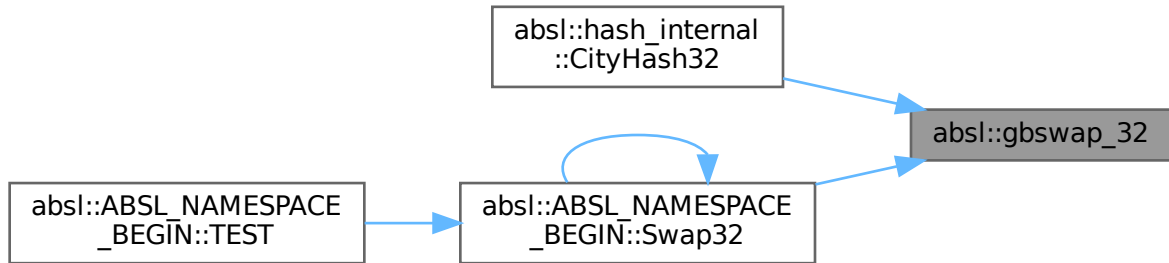 absl::hash_internal
::CityHash32
absl::gbswap_32
absl::ABSL_NAMESPACE
_BEGIN::TEST
absl::ABSL_NAMESPACE
_BEGIN::Swap32